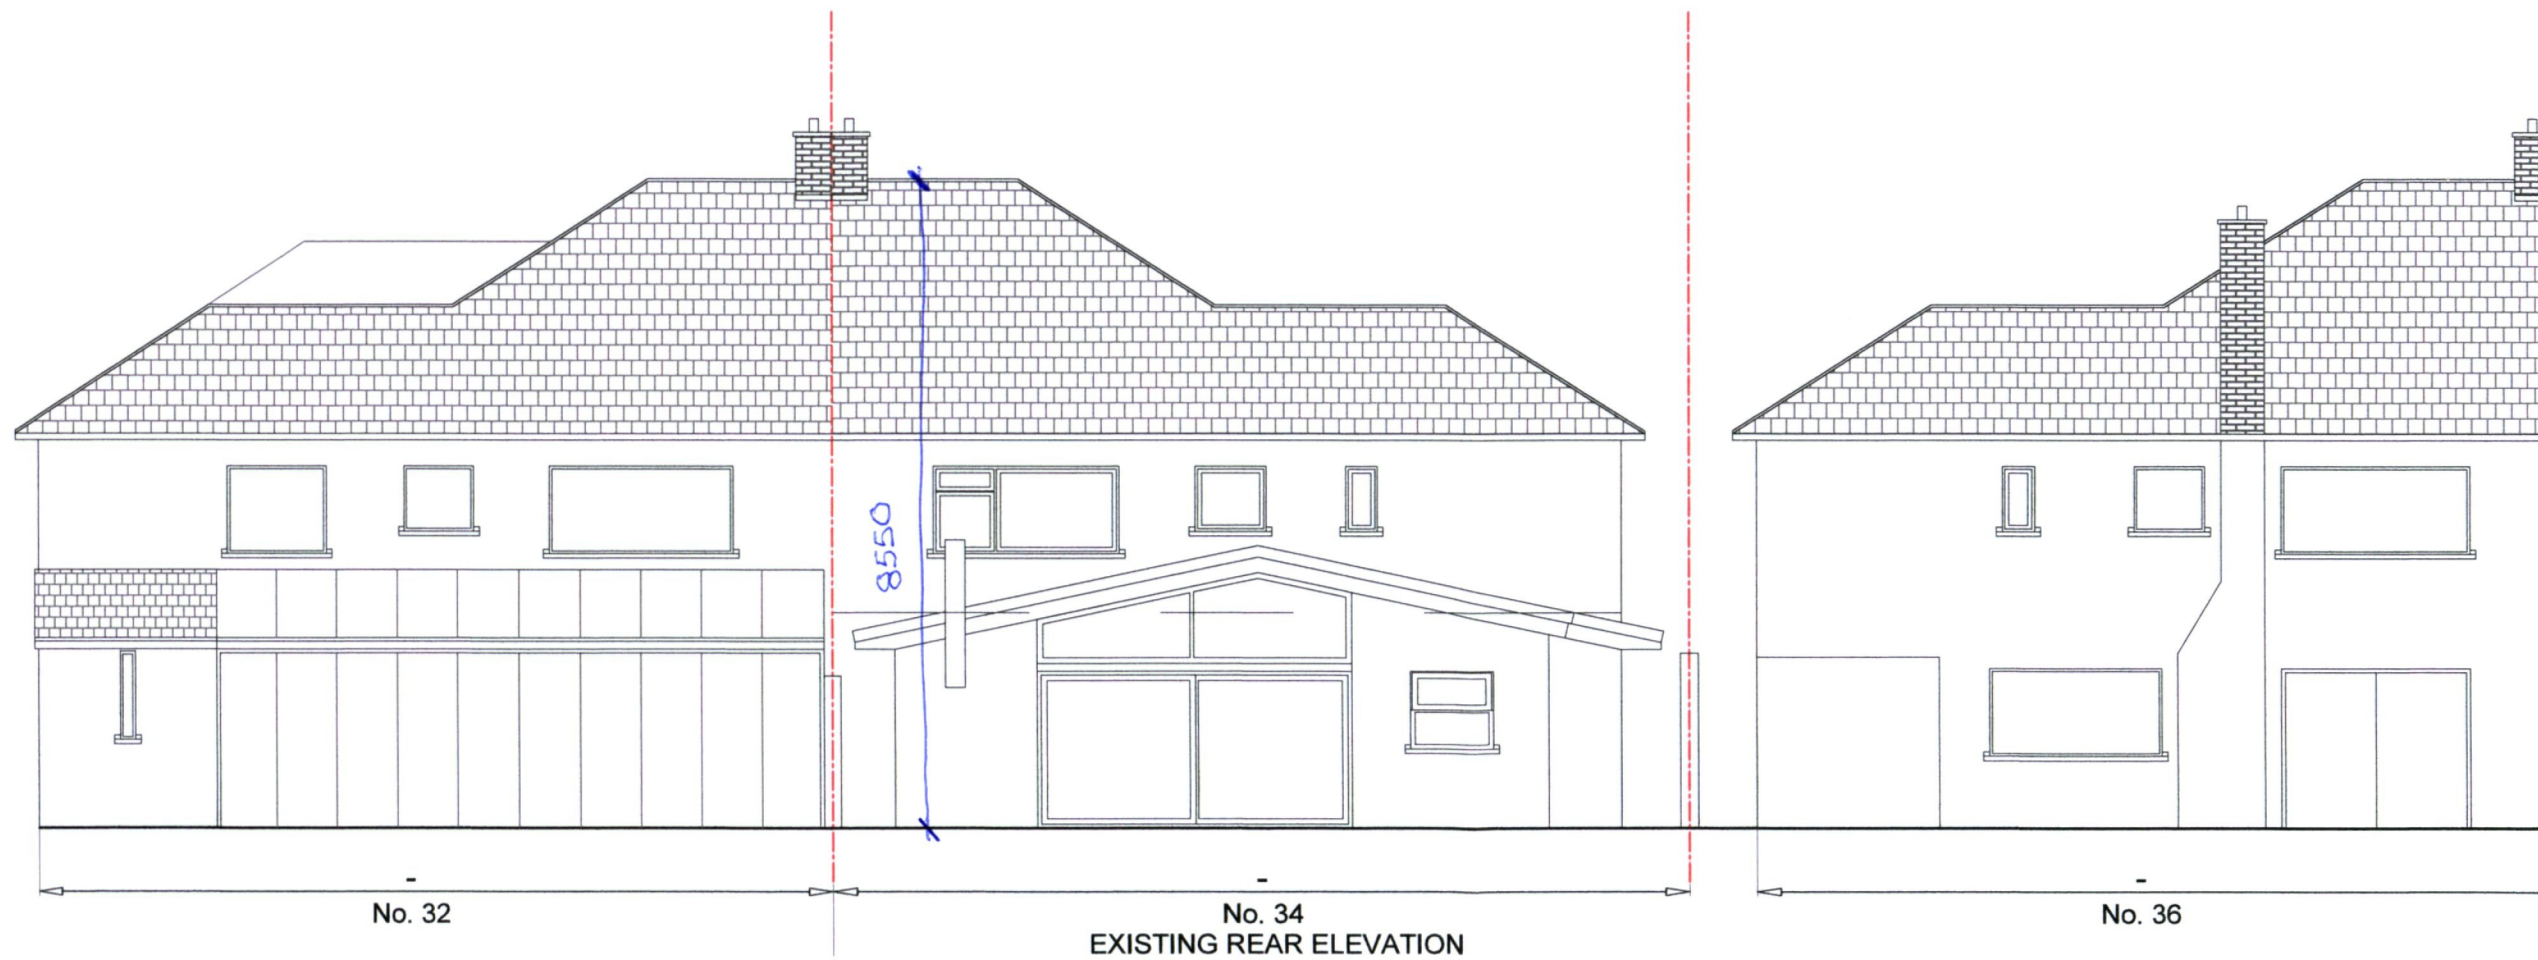 8550
-
-
-
No. 32
No. 34
No. 36
EXISTING REAR ELEVATION